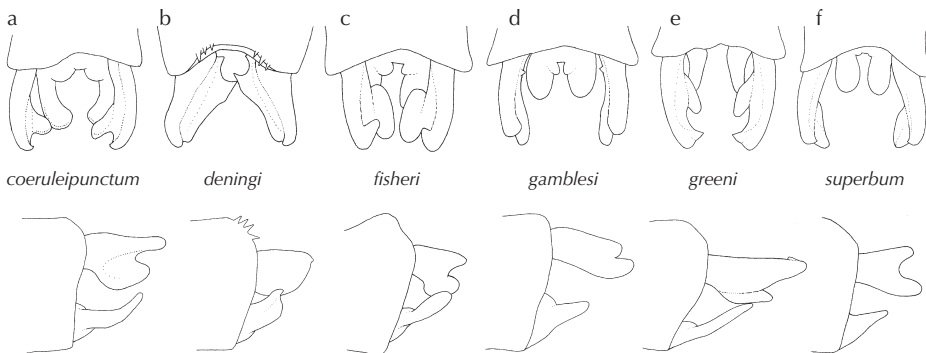 a b c d e f
coeruleipunctum deningi fisheri gamblesi greeni superbum